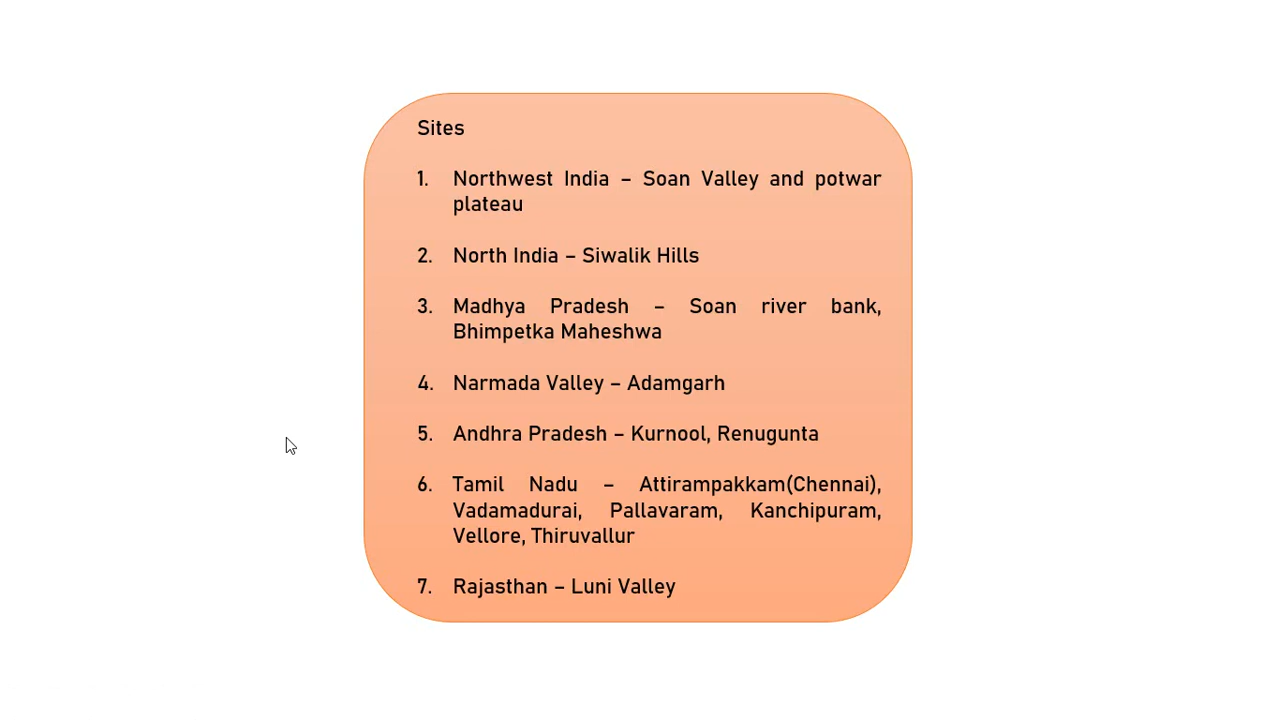 Sites
1. Northwest India – Soan Valley and potwar
plateau
2. North India – Siwalik Hills
3. Madhya Pradesh – Soan river bank,
Bhimpetka Maheshwa
4. Narmada Valley – Adamgarh
5. Andhra Pradesh – Kurnool, Renugunta
6. Tamil Nadu – Attirampakkam(Chennai),
Vadamadurai, Pallavaram, Kanchipuram,
Vellore, Thiruvallur
7. Rajasthan – Luni Valley